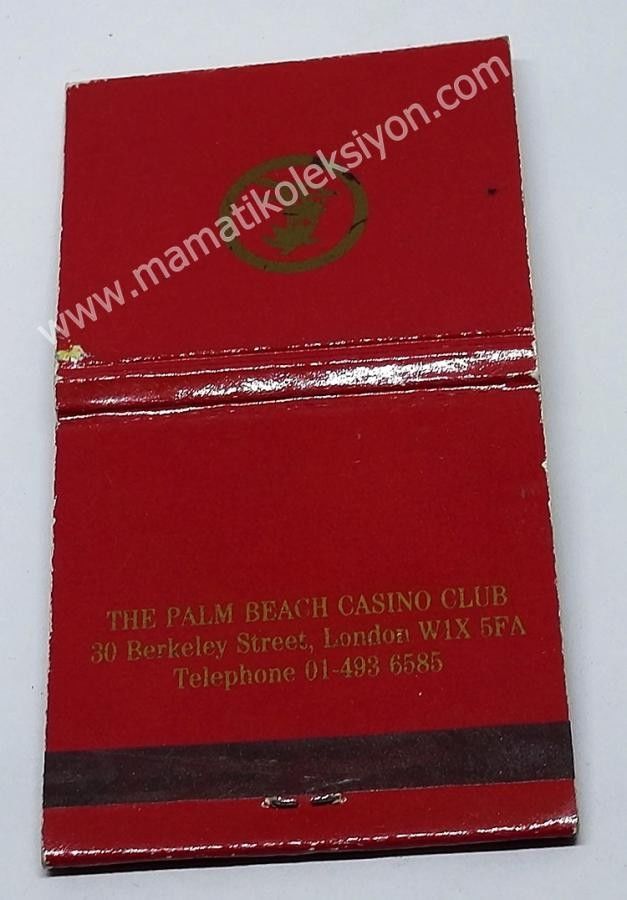 www.mamatikoleksiyon.com
THE PALM BEACH CASINO CLUB
30 Berkeley Street, London W1X 5FA
Telephone 01-493 6585